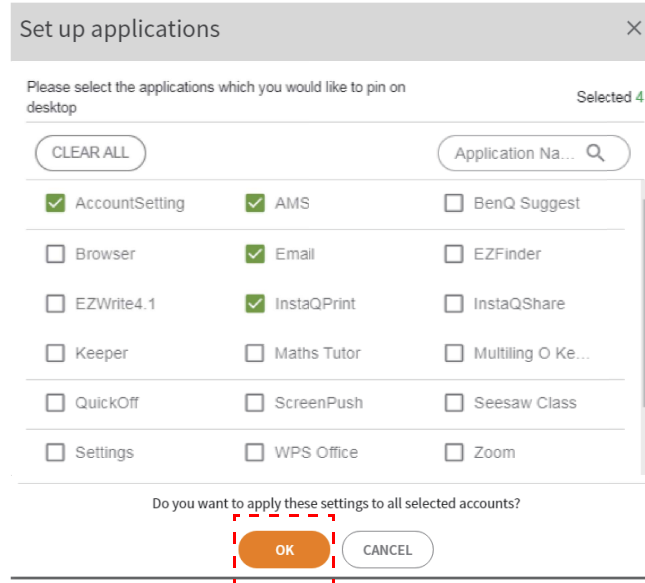 Set up applications
Please select the applications which you would like to pin on
desktop
Selected 4
CLEAR ALL
Application Na...
AccountSetting AMS BenQ Suggest
Browser Email EZFinder
EZWrite4.1 InstaQPrint InstaQShare
Keeper Maths Tutor Multiling O Ke...
QuickOff ScreenPush Seesaw Class
Settings WPS Office Zoom
Do you want to apply these settings to all selected accounts?
OK CANCEL